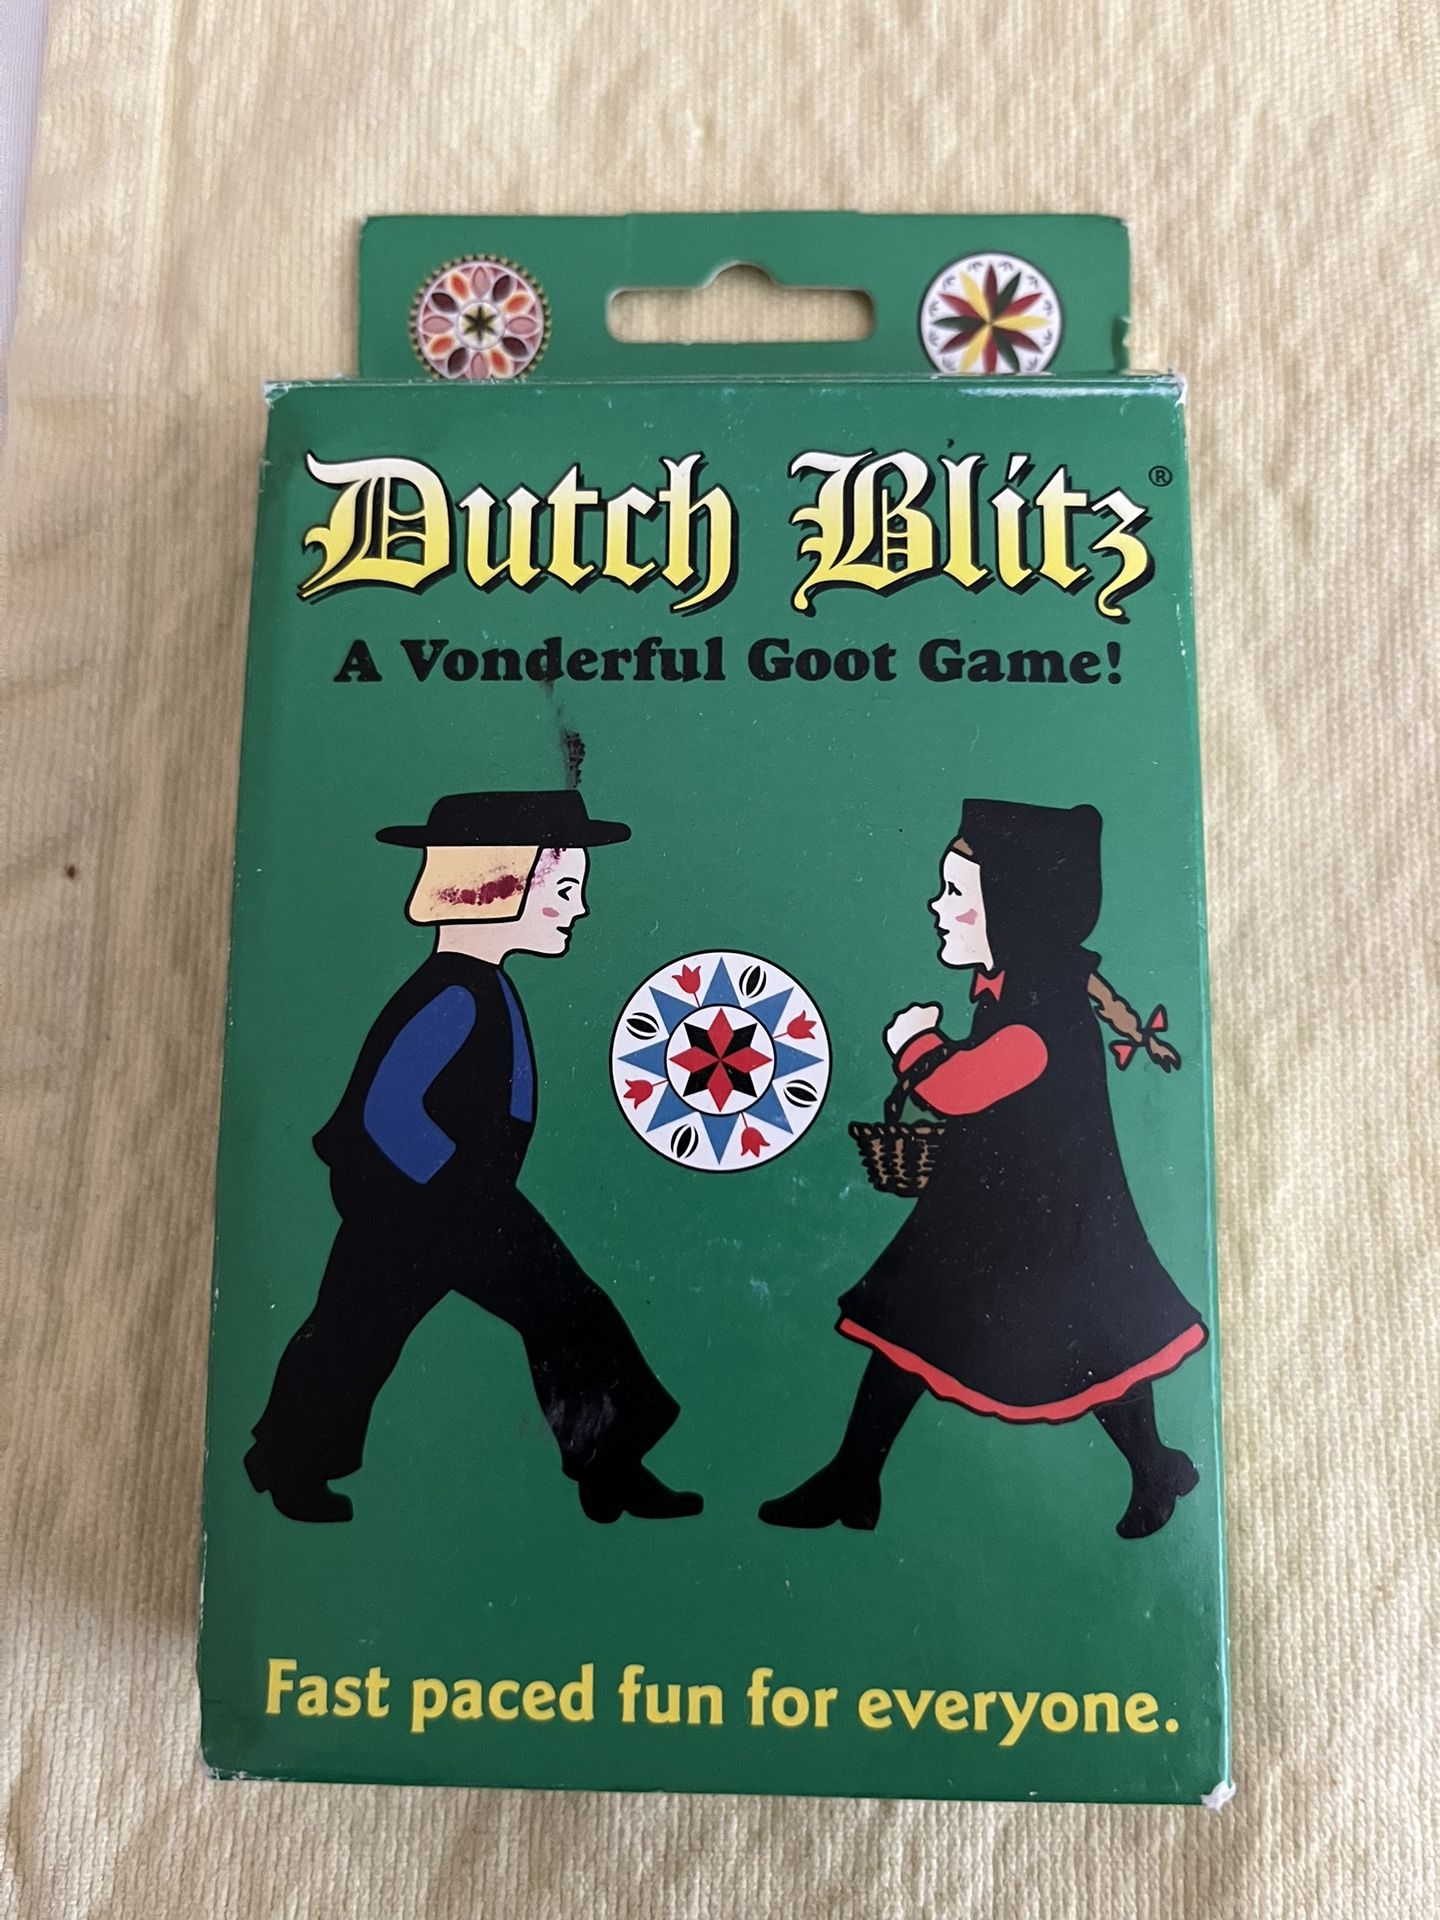 Dutch Blitz®
A Vonderful Goot Game!
Fast paced fun for everyone.